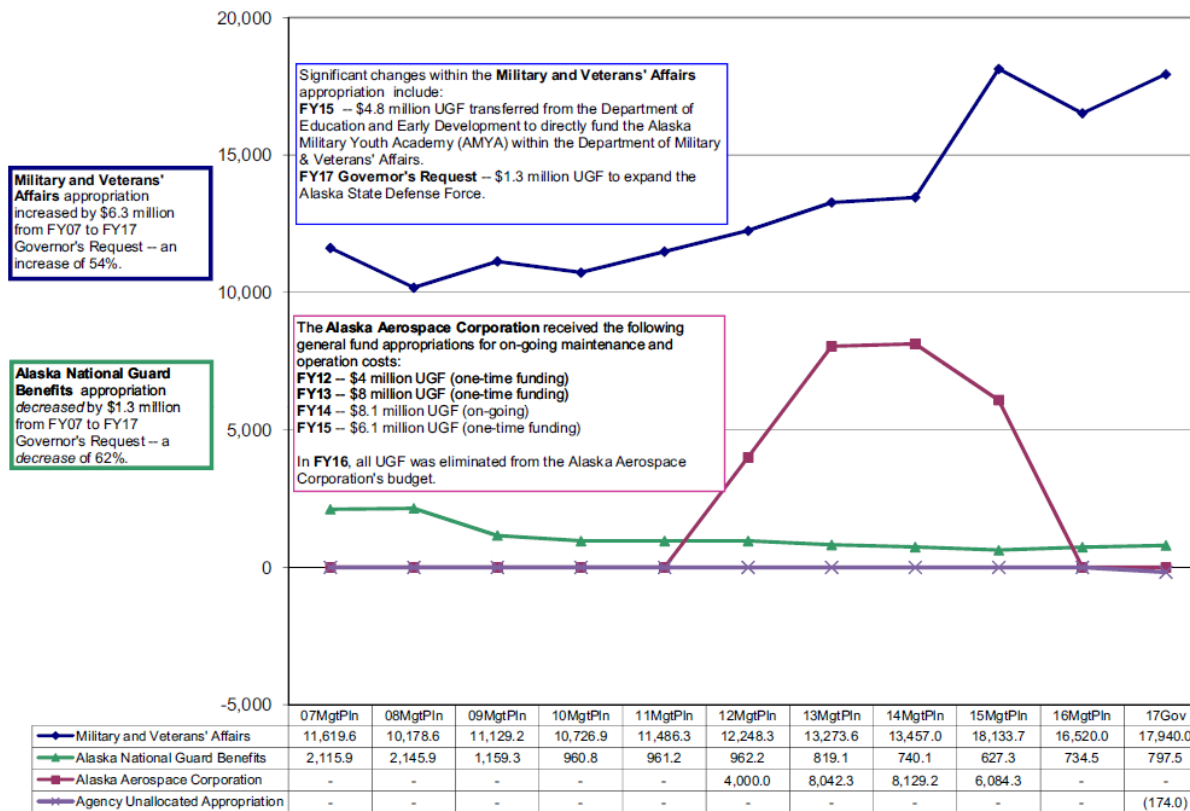 20,000
15,000
10,000
5,000
0
-5,000
Significant changes within the Military and Veterans' Affairs
appropriation include:
FY15 -- $4.8 million UGF transferred from the Department of
Education and Early Development to directly fund the Alaska
Military Youth Academy (AMYA) within the Department of Military
& Veterans' Affairs.
FY17 Governor's Request -- $1.3 million UGF to expand the
Alaska State Defense Force.
Military and Veterans'
Affairs appropriation
increased by $6.3 million
from FY07 to FY17
Governor's Request -- an
increase of 54%.
The Alaska Aerospace Corporation received the following
general fund appropriations for on-going maintenance and
operation costs:
FY12 -- $4 million UGF (one-time funding)
FY13 -- $8 million UGF (one-time funding)
FY14 -- $8.1 million UGF (on-going)
FY15 -- $6.1 million UGF (one-time funding)
In FY16, all UGF was eliminated from the Alaska Aerospace
Corporation's budget.
Alaska National Guard
Benefits appropriation
decreased by $1.3 million
from FY07 to FY17
Governor's Request -- a
decrease of 62%.
07MgtPln 08MgtPln 09MgtPln 10MgtPln 11MgtPln 12MgtPln 13MgtPln 14MgtPln 15MgtPln 16MgtPln 17Gov
Military and Veterans' Affairs 11,619.6 10,178.6 11,129.2 10,726.9 11,486.3 12,248.3 13,273.6 13,457.0 18,133.7 16,520.0 17,940.0
Alaska National Guard Benefits 2,115.9 2,145.9 1,159.3 960.8 961.2 962.2 819.1 740.1 627.3 734.5 797.5
Alaska Aerospace Corporation - - - - - 4,000.0 8,042.3 8,129.2 6,084.3 - -
Agency Unallocated Appropriation - - - - - - - - - - (174.0)